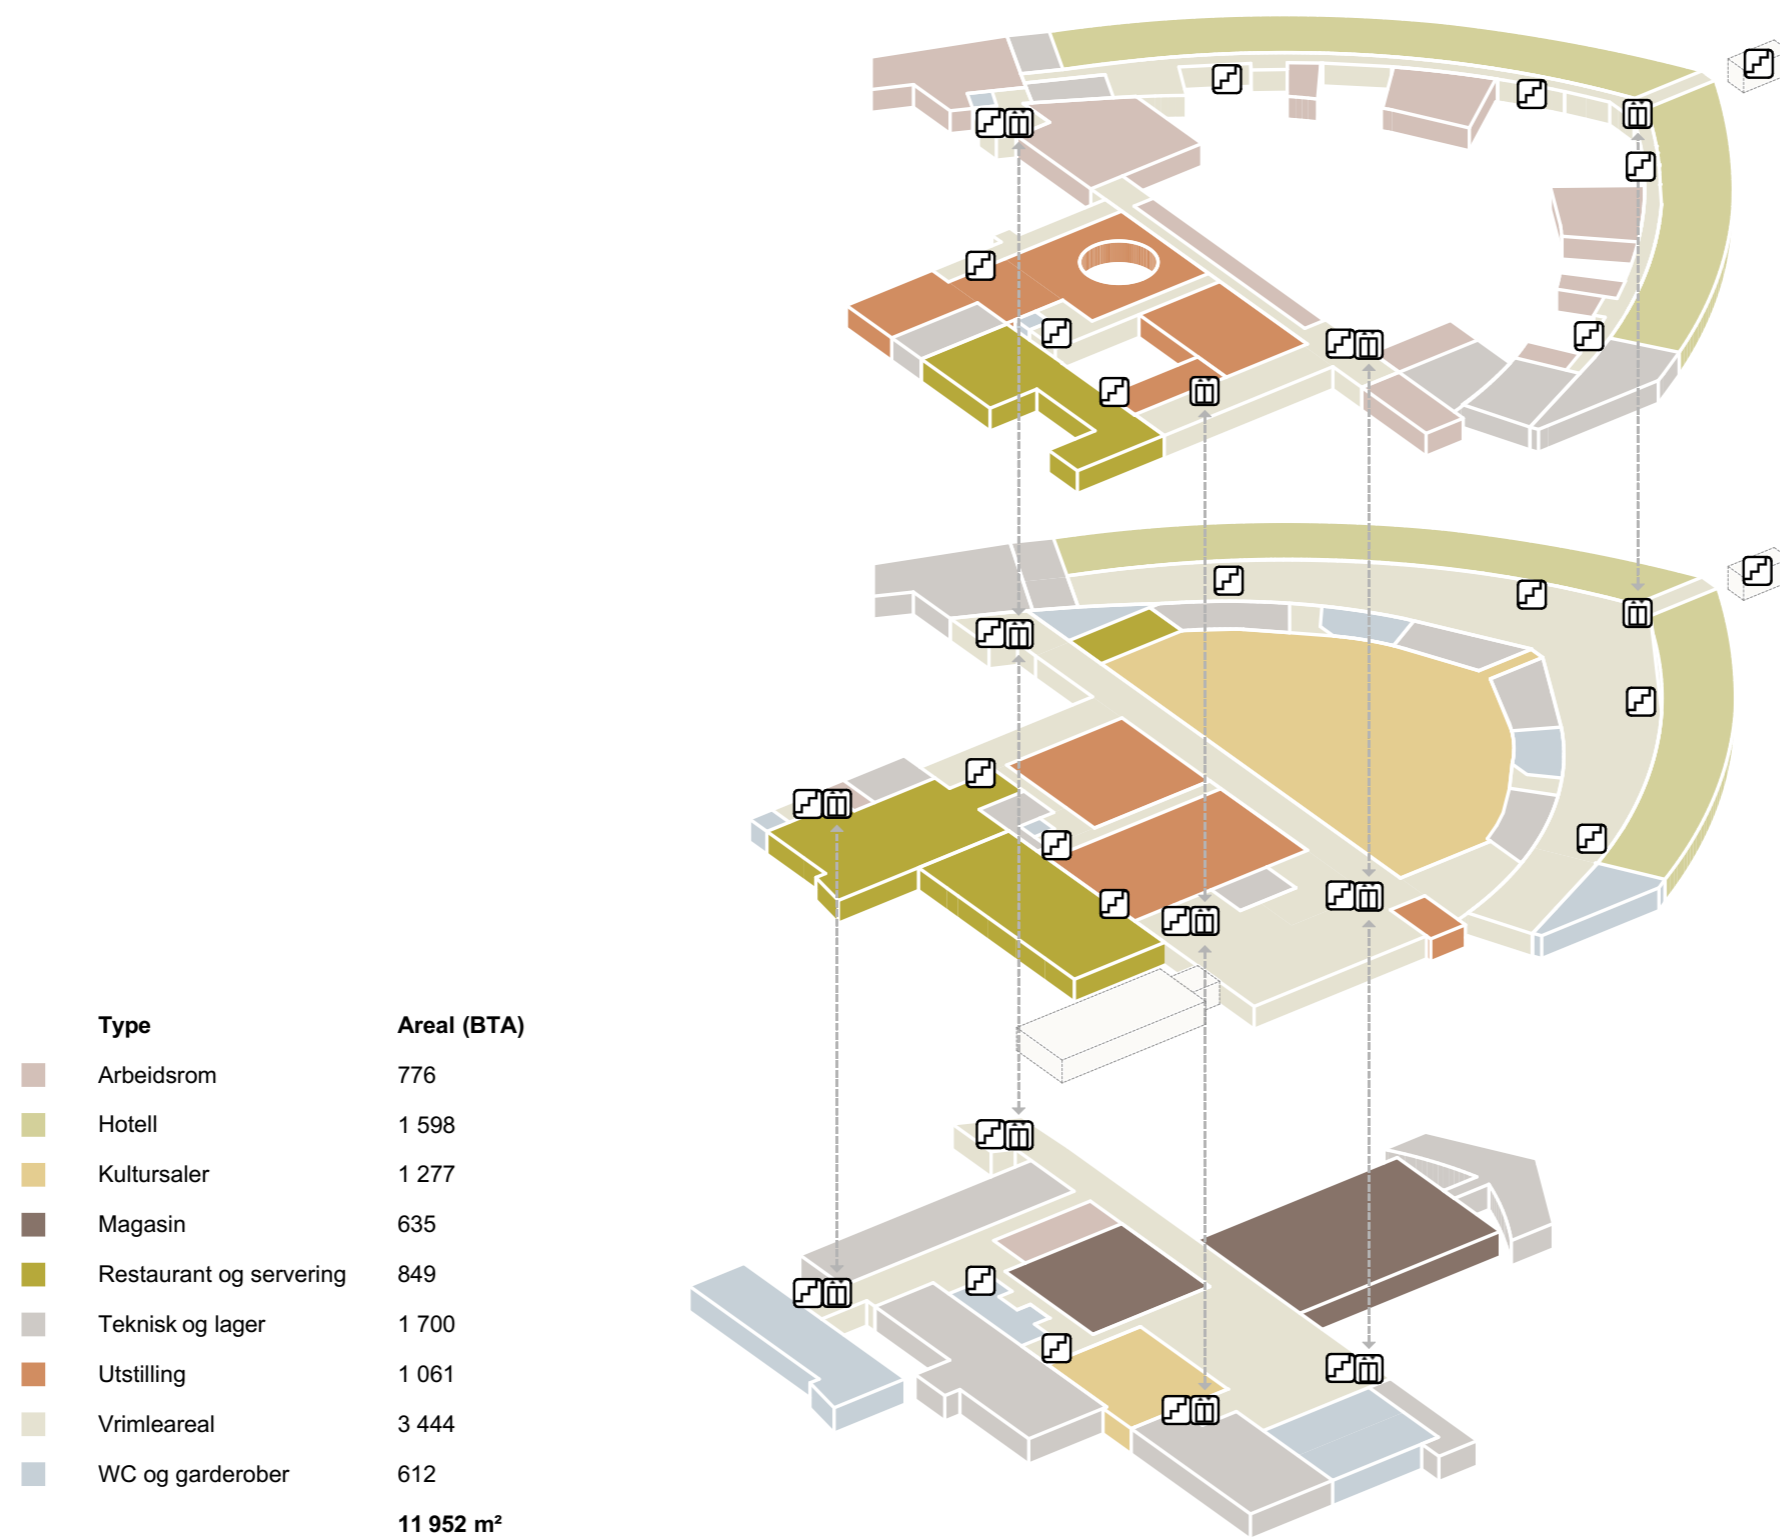 Type Areal (BTA)
Arbeidsrom 776
Hotell 1 598
Kultursaler 1 277
Magasin 635
Restaurant og servering 849
Teknisk og lager 1 700
Utstilling 1 061
Vrimleareal 3 444
WC og garderober 612
11 952 m²